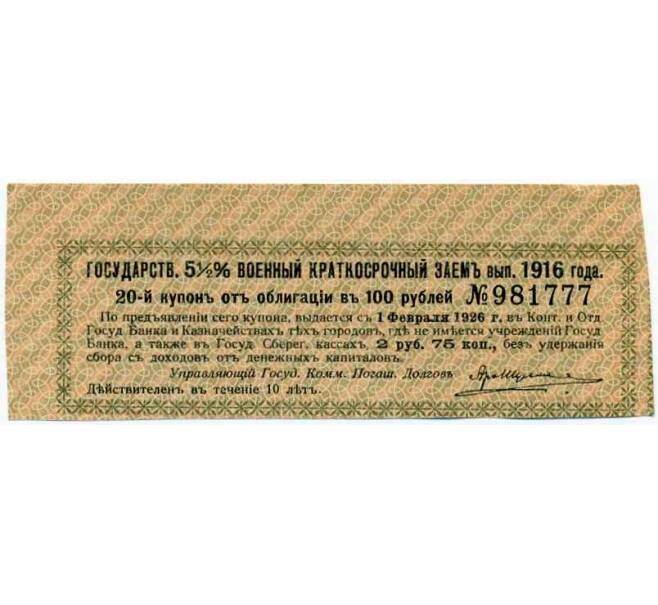 ГОСУДАРСТВ. 5½% ВОЕННЫЙ КРАТКОСРОЧНЫЙ ЗАЕМЪ вып. 1916 года.
20-й купонъ отъ облигаціи въ 100 рублей № 981777
По предъявленіи сего купона, выдается съ 1 Февраля 1926 г. въ Конт. и Отд
Госуд Банка и Казначействахъ тѣхъ городовъ, гдѣ не имѣется учрежденій Госуд
Банка, а также въ Госуд. Сберег. кассахъ, 2 руб. 75 коп., безъ удержанія
сбора съ доходовъ отъ денежныхъ капиталовъ.
Управляющій Госуд. Комм. Погаш. Долговъ
Дѣйствителенъ въ теченіе 10 лѣтъ.